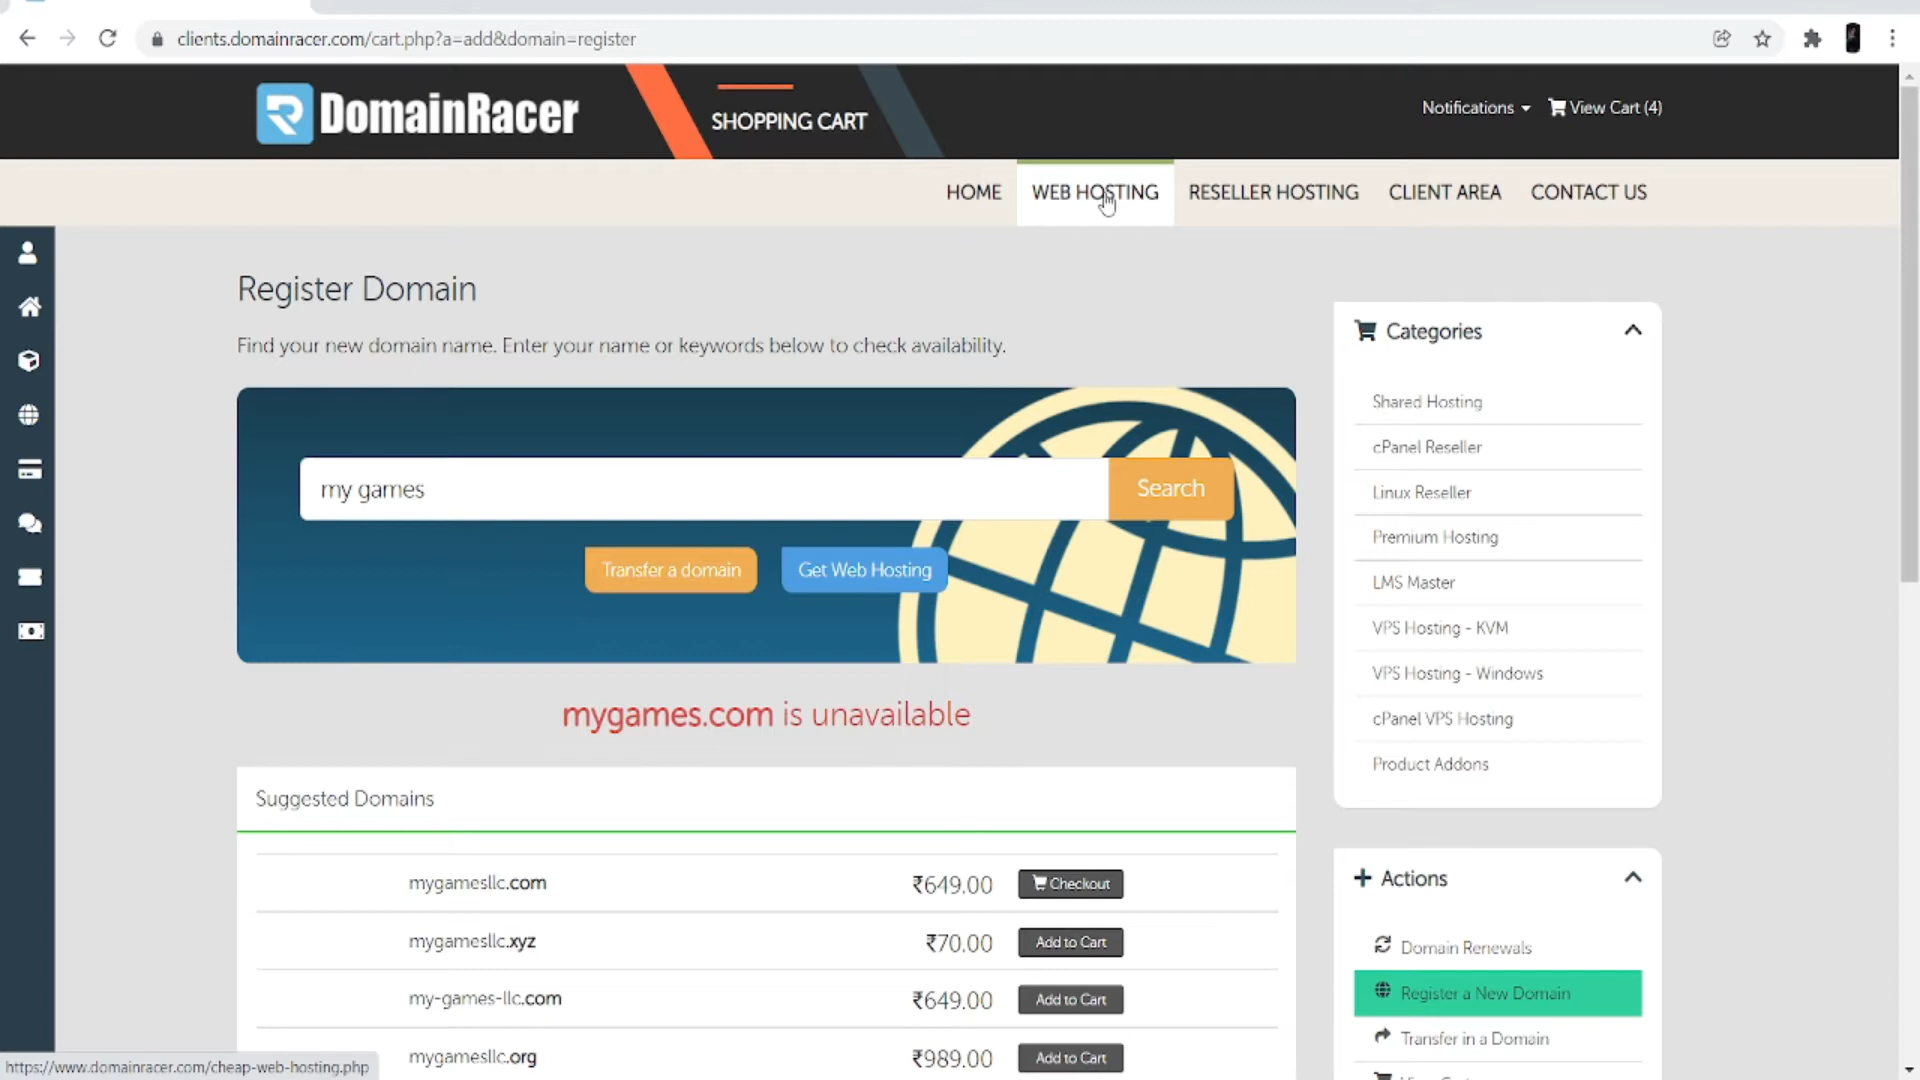 clients.domainracer.com/cart.php?a=add&domain=register
DomainRacer
SHOPPING CART
Notifications
View Cart (4)
HOME
WEB HOSTING
RESELLER HOSTING
CLIENT AREA
CONTACT US
Register Domain
Find your new domain name. Enter your name or keywords below to check availability.
my games
Search
Transfer a domain
Get Web Hosting
mygames.com is unavailable
Suggested Domains
mygamesllc.com ₹649.00 Checkout
mygamesllc.xyz ₹70.00 Add to Cart
my-games-llc.com ₹649.00 Add to Cart
mygamesllc.org ₹989.00 Add to Cart
Categories
Shared Hosting
cPanel Reseller
Linux Reseller
Premium Hosting
LMS Master
VPS Hosting - KVM
VPS Hosting - Windows
cPanel VPS Hosting
Product Addons
Actions
Domain Renewals
Register a New Domain
Transfer in a Domain
https://www.domainracer.com/cheap-web-hosting.php